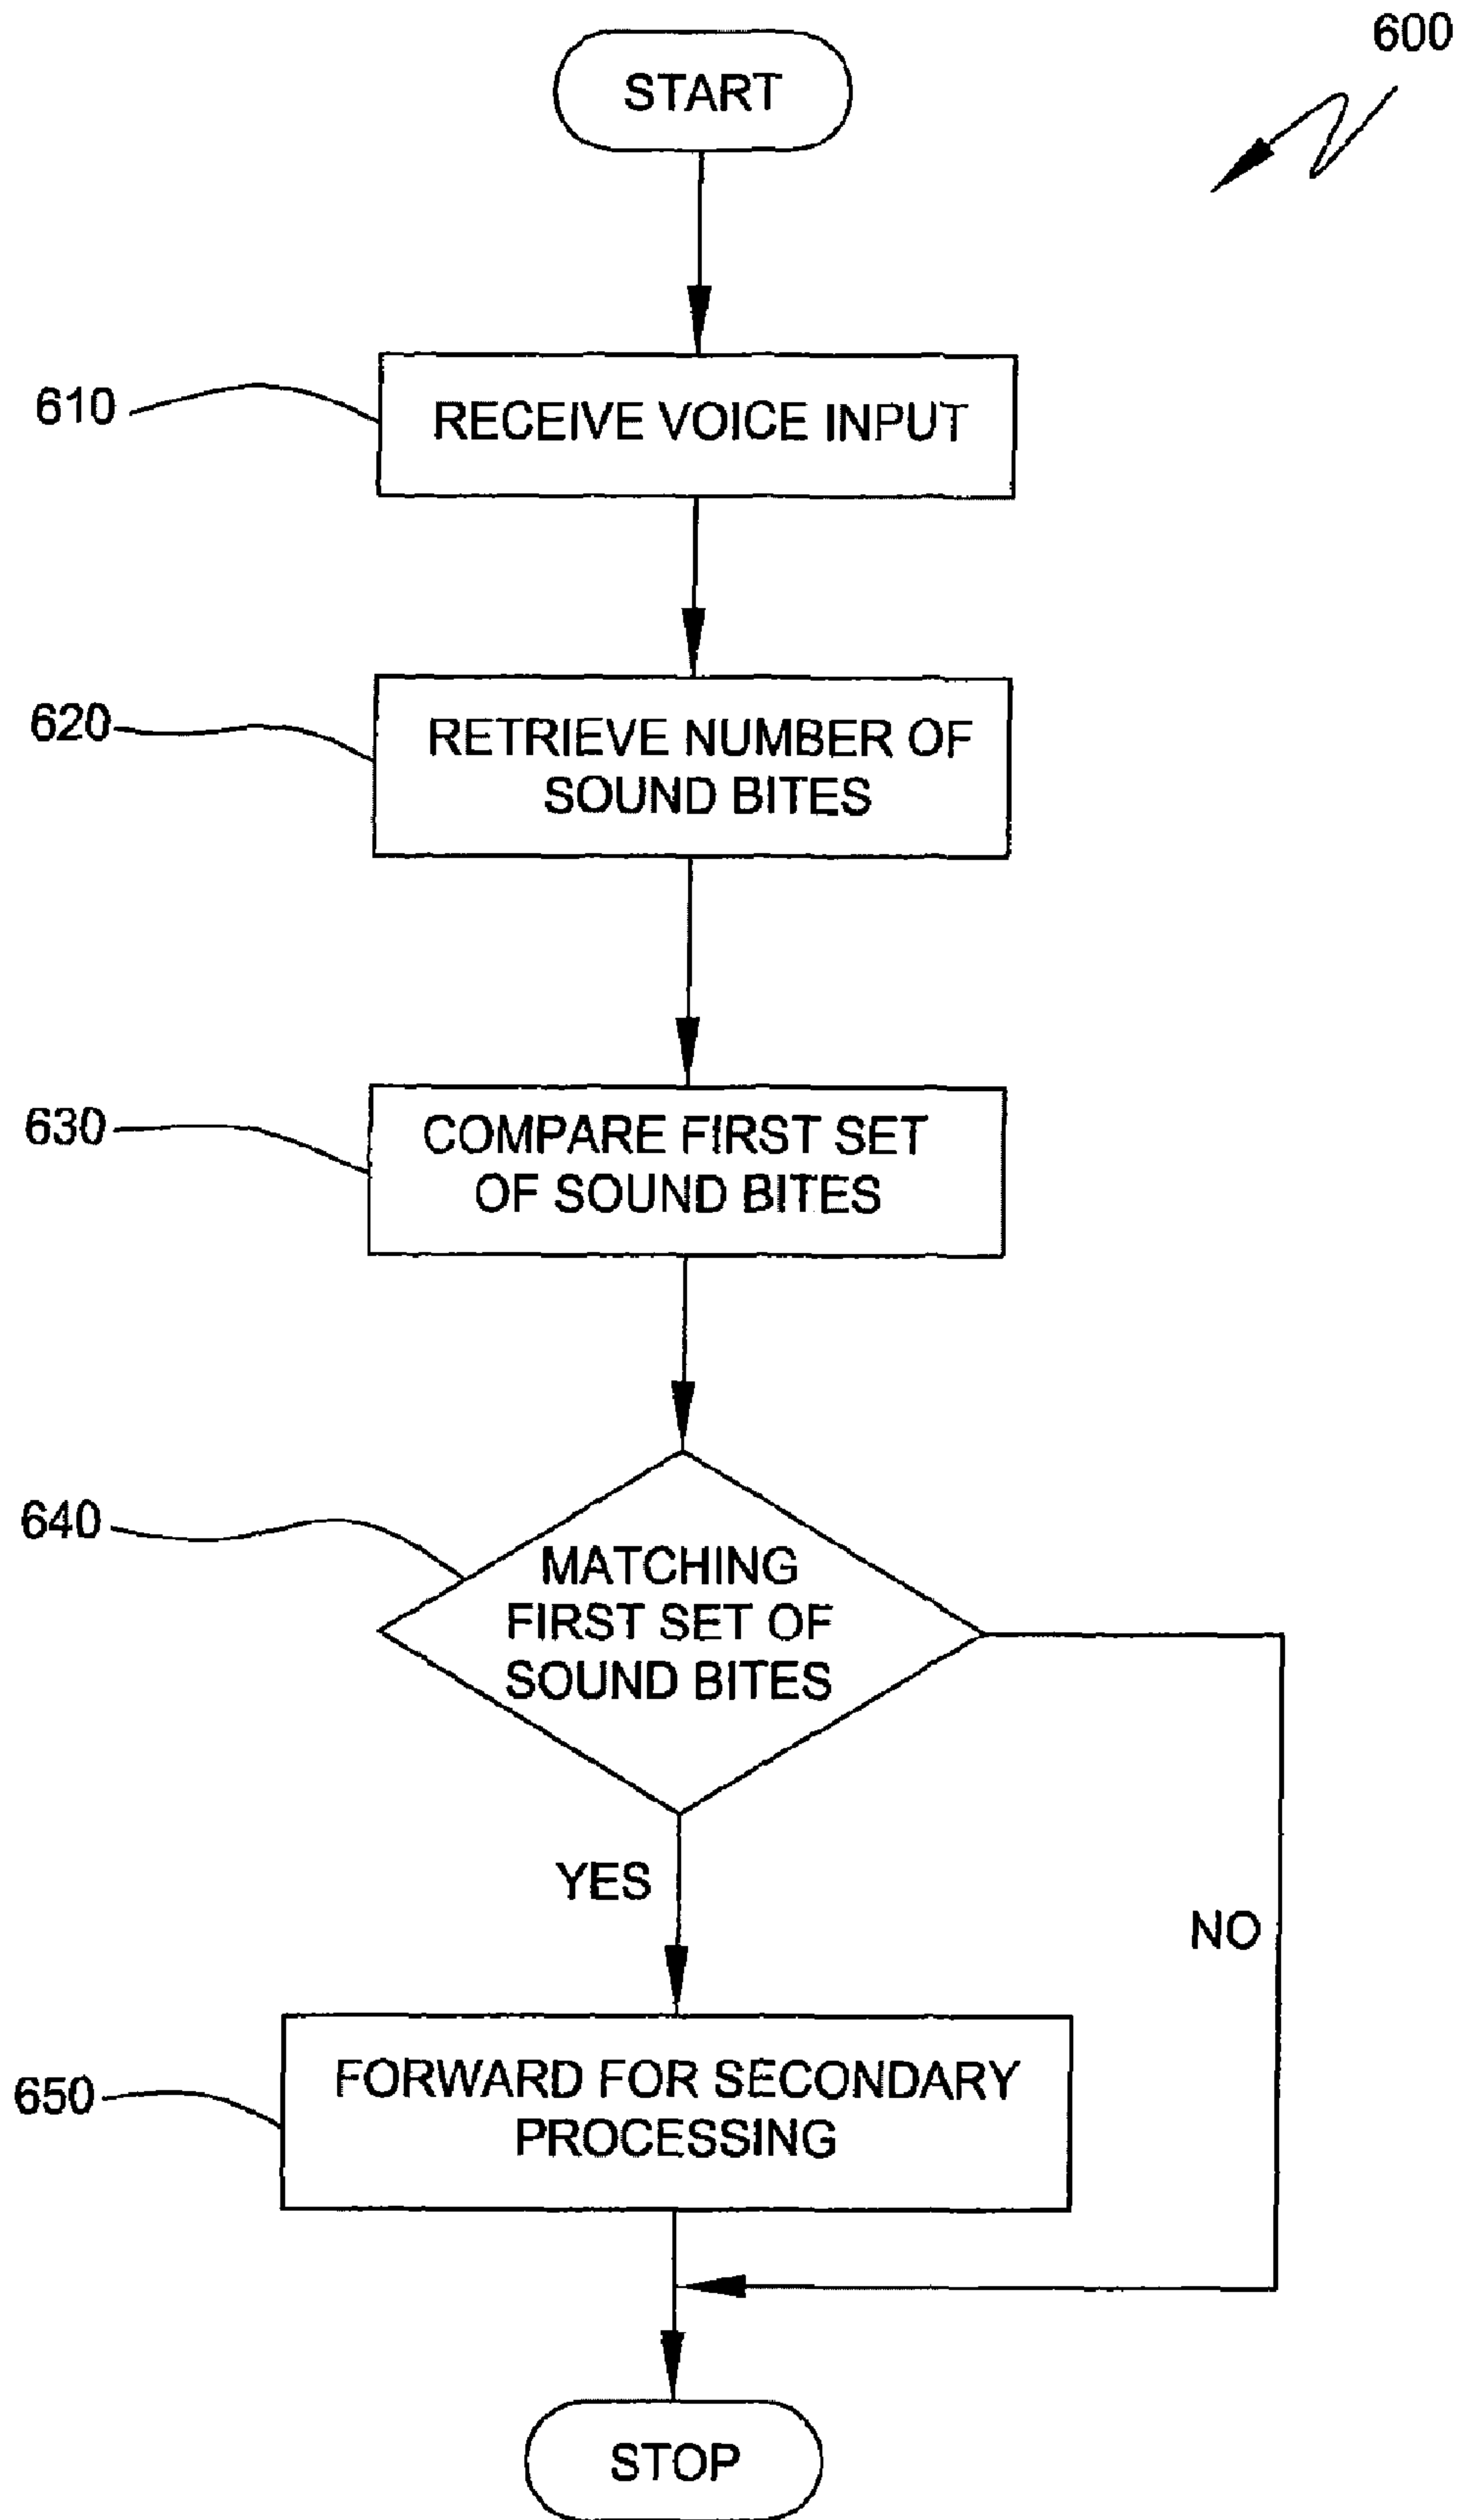 600
START
610
RECEIVE VOICE INPUT
620
RETRIEVE NUMBER OF
SOUND BITES
630
COMPARE FIRST SET
OF SOUND BITES
640
MATCHING
FIRST SET OF
SOUND BITES
YES
NO
650
FORWARD FOR SECONDARY
PROCESSING
STOP